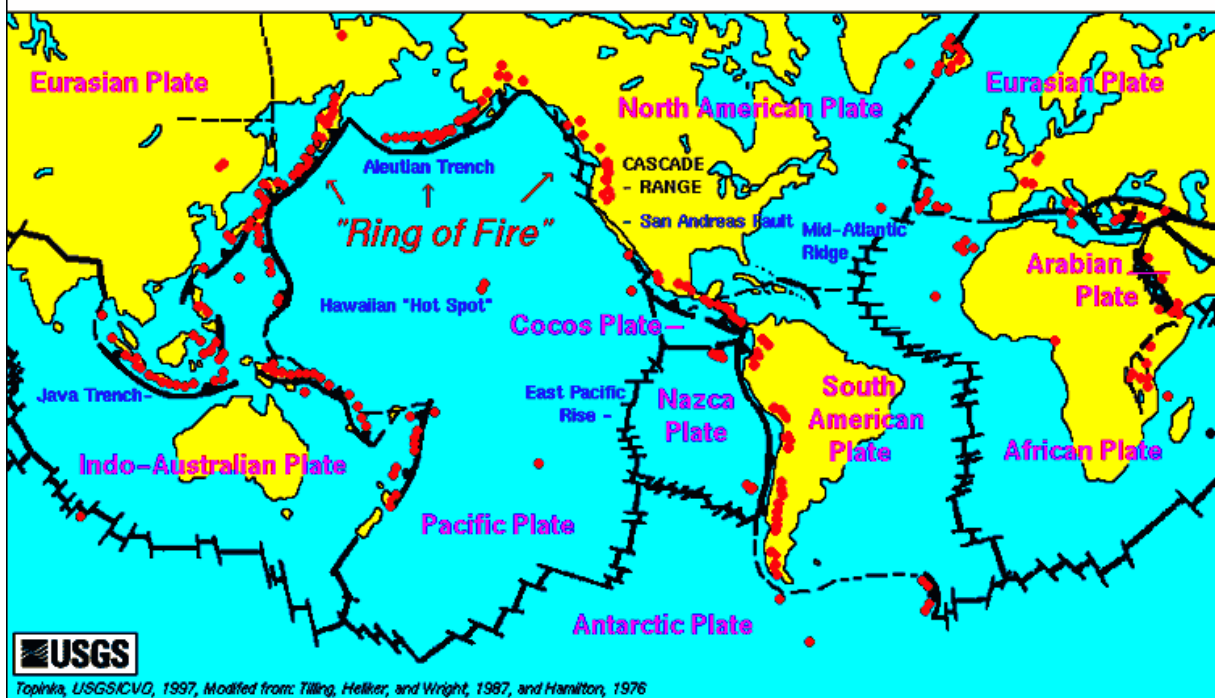 Eurasian Plate
North American Plate
Eurasian Plate
Aleutian Trench
CASCADE
- RANGE
"Ring of Fire"
- San Andreas Fault
Mid-Atlantic
Ridge
Arabian
Plate
Hawaiian "Hot Spot"
Cocos Plate-
Java Trench-
East Pacific
Rise -
Nazca
Plate
South
American
Plate
Indo-Australian Plate
African Plate
Pacific Plate
Antarctic Plate
USGS
Topinka, USGS/CVO, 1997, Modified from: Tilling, Heliker, and Wright, 1987, and Hamilton, 1976